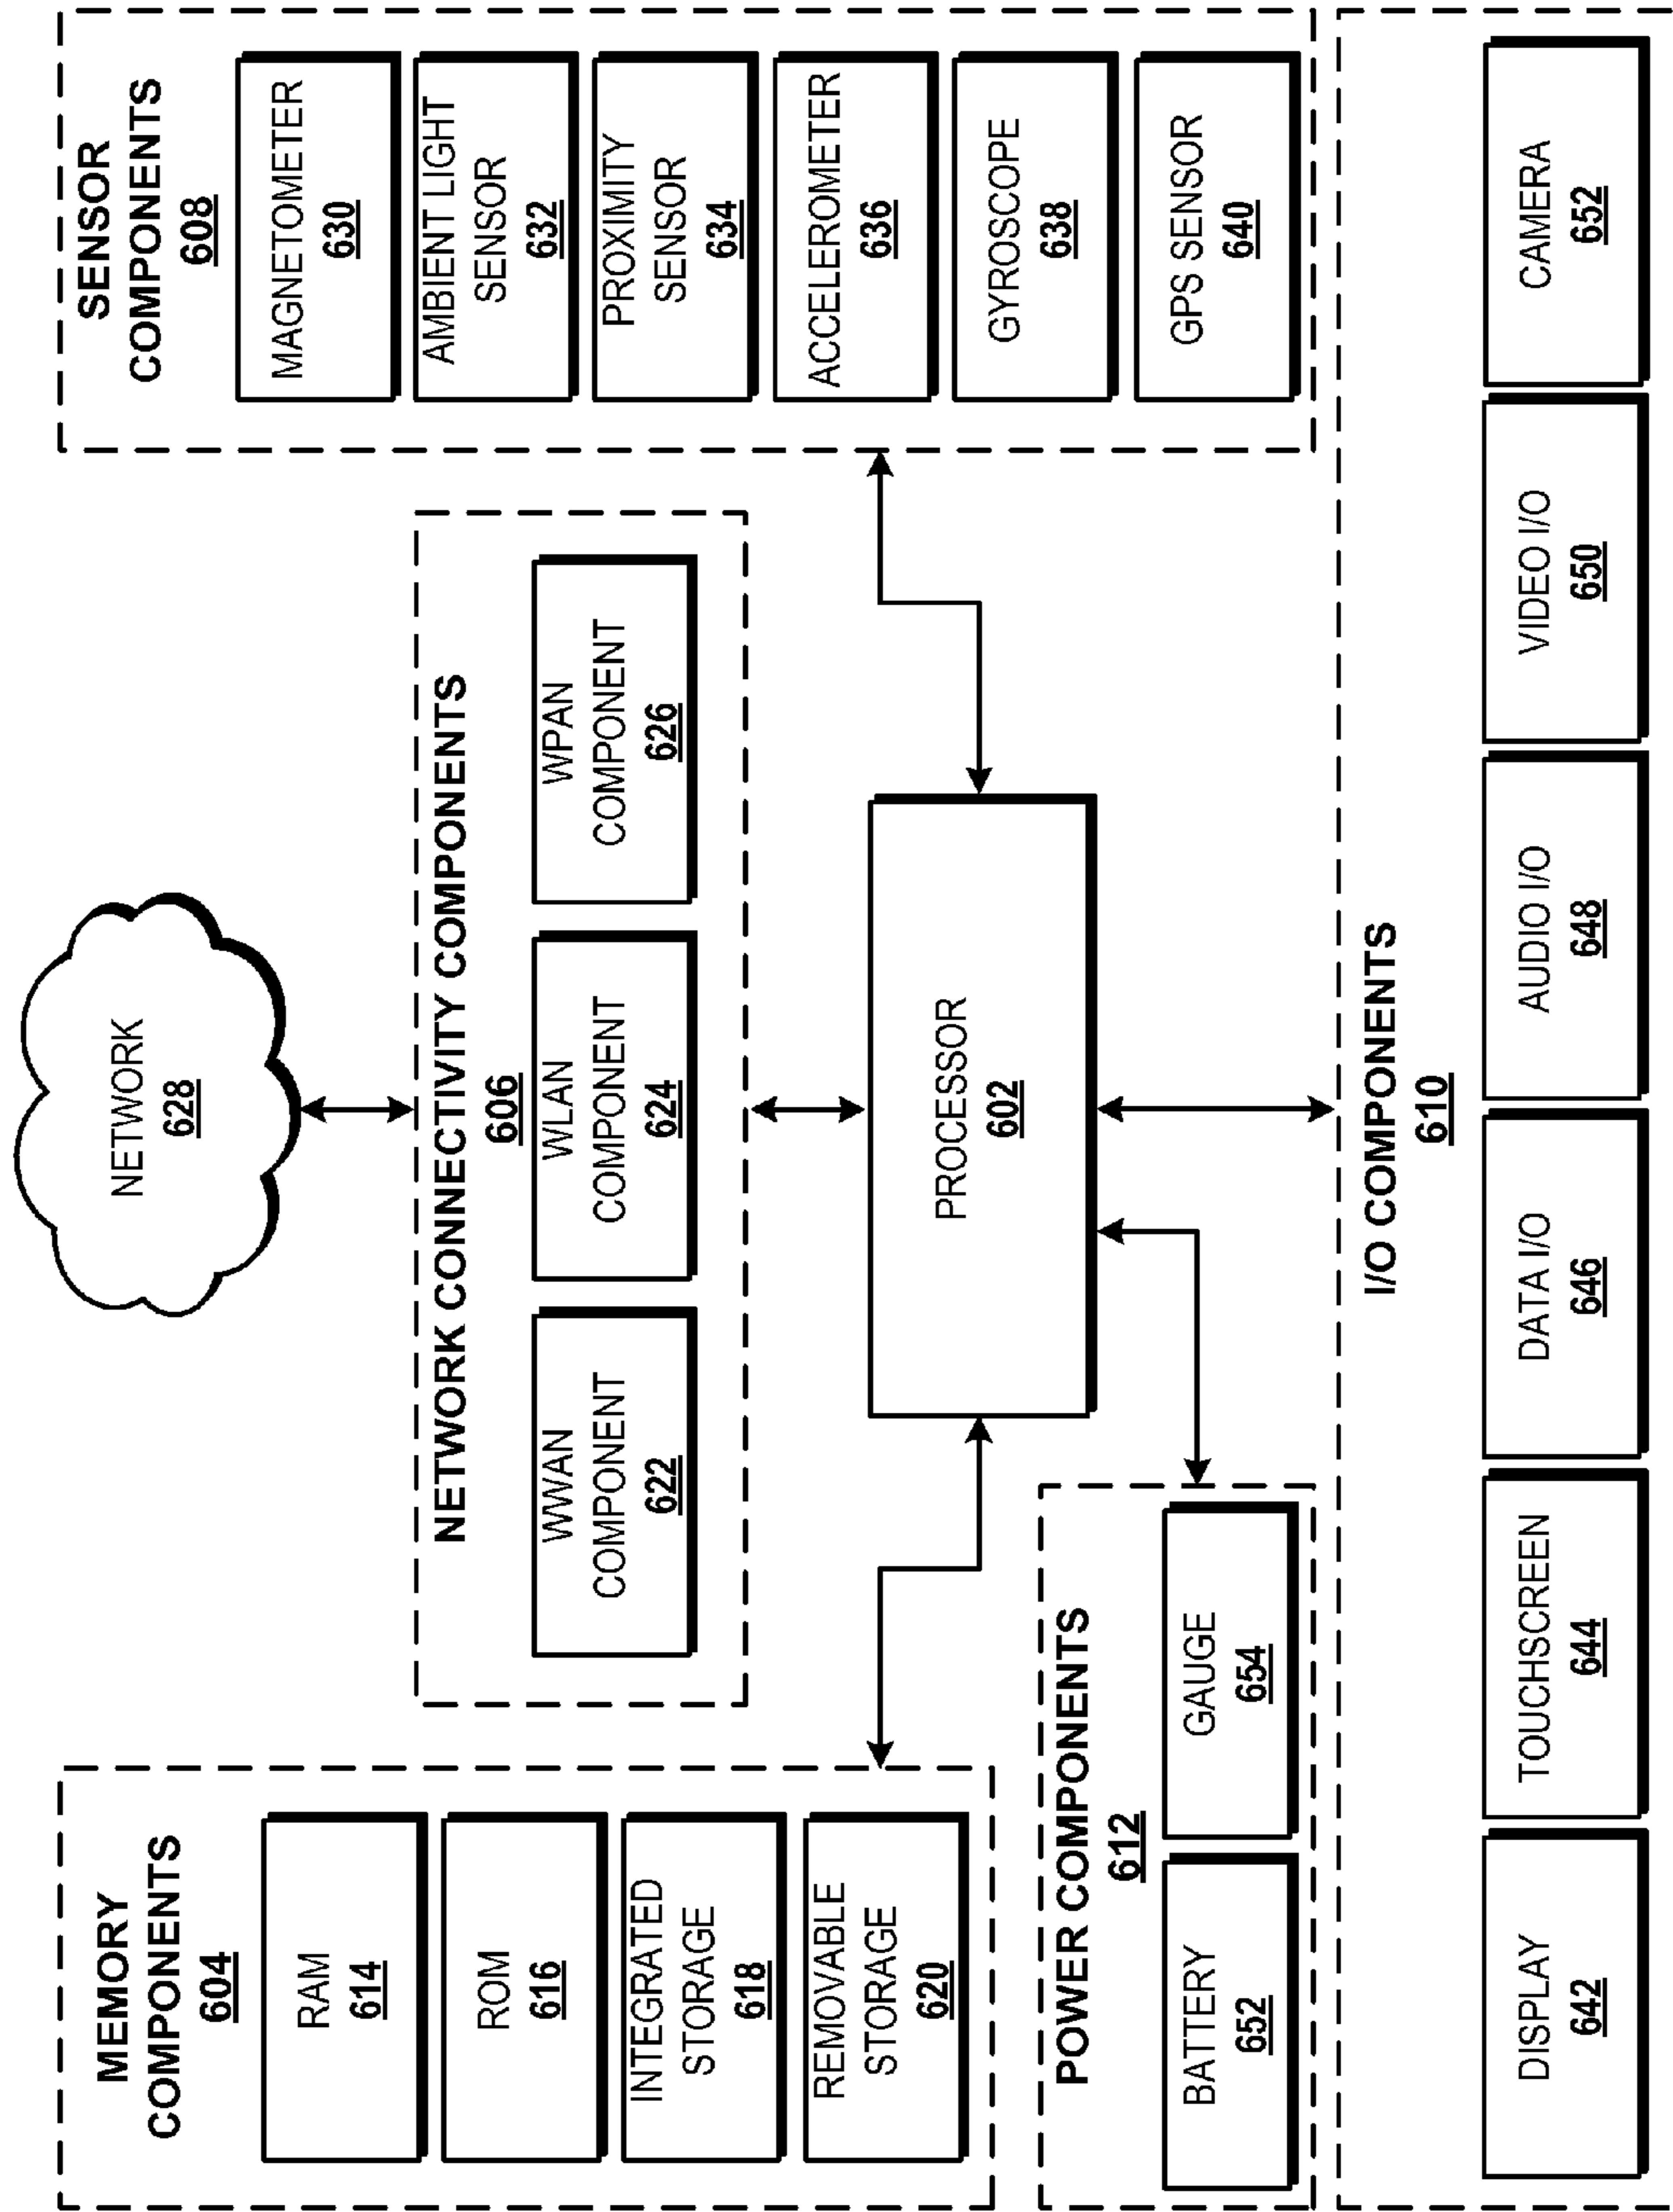 NETWORK
628
MEMORY
COMPONENTS
604
RAM
614
ROM
616
INTEGRATED
STORAGE
618
REMOVABLE
STORAGE
620
NETWORK CONNECTIVITY COMPONENTS
606
WWAN
COMPONENT
622
WLAN
COMPONENT
624
WPAN
COMPONENT
626
SENSOR
COMPONENTS
608
MAGNETOMETER
630
AMBIENT LIGHT
SENSOR
632
PROXIMITY
SENSOR
634
ACCELEROMETER
636
GYROSCOPE
638
GPS SENSOR
640
PROCESSOR
602
POWER COMPONENTS
612
BATTERY
652
GAUGE
654
I/O COMPONENTS
610
DISPLAY
642
TOUCHSCREEN
644
DATA I/O
646
AUDIO I/O
648
VIDEO I/O
650
CAMERA
652